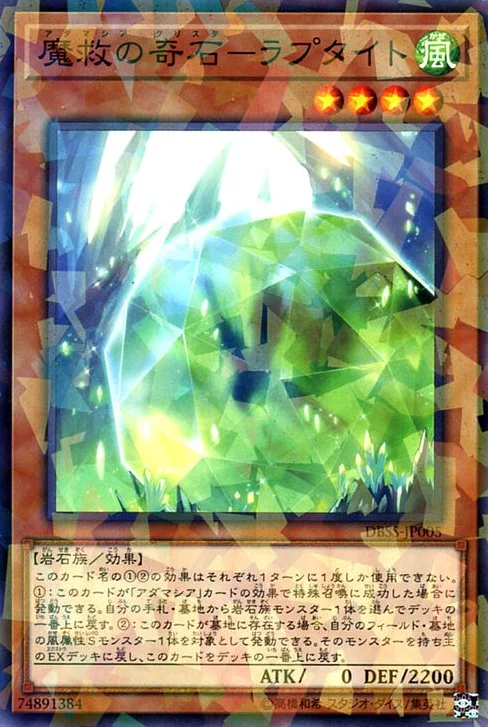 アダマシア クリスタ
魔救の奇石－ラプタイト
風
DBSS-JP005
【岩石族／効果】
このカード名の①②の効果はそれぞれ１ターンに１度しか使用できない。
①：このカードが「アダマシア」カードの効果で特殊召喚に成功した場合に
発動できる。自分の手札・墓地から岩石族モンスター１体を選んでデッキの
一番上に戻す。②：このカードが墓地に存在する場合、自分のフィールド・墓地
の風属性Ｓモンスター１体を対象として発動できる。そのモンスターを持ち主
のEXデッキに戻し、このカードをデッキの一番上に戻す。
ATK/ 0 DEF/2200
74891384
©高橋和希 スタジオ・ダイス/集英社